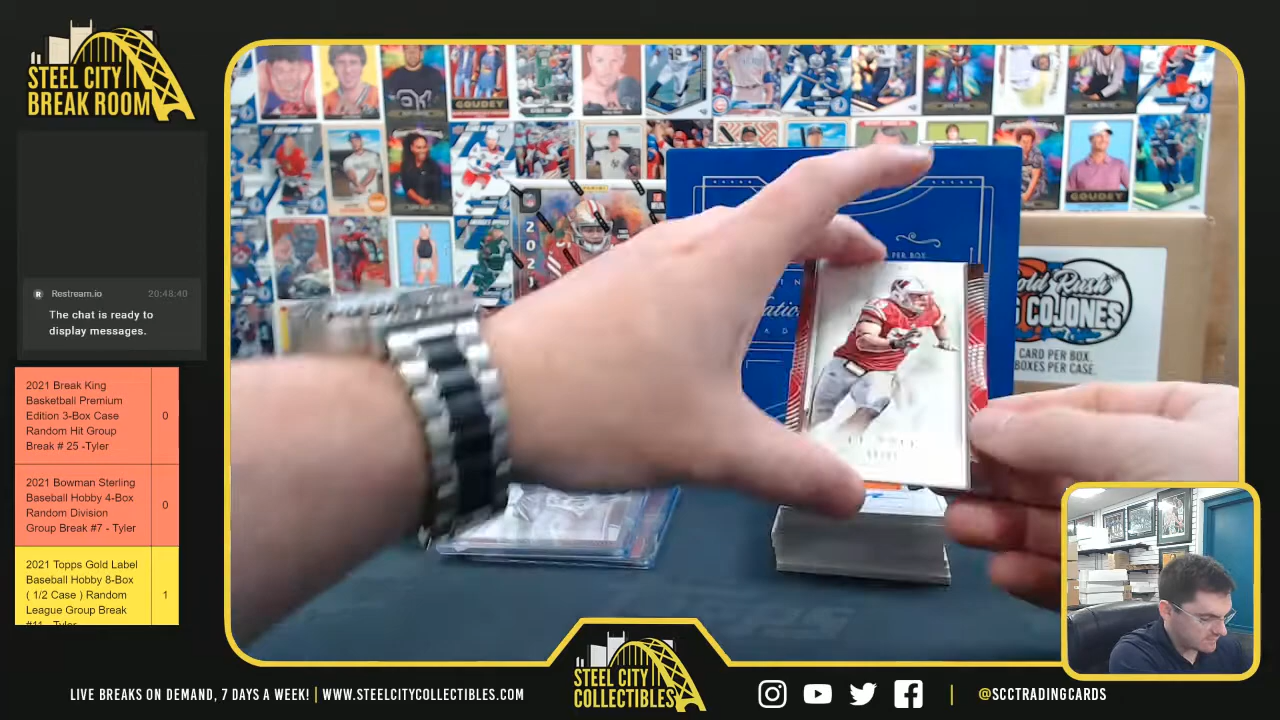 STEEL CITY
BREAK ROOM
Restream.io 20:48:40
The chat is ready to
display messages.
2021 Break King
Basketball Premium
Edition 3-Box Case
Random Hit Group
Break # 25 -Tyler
0
2021 Bowman Sterling
Baseball Hobby 4-Box
Random Division
Group Break #7 - Tyler
0
2021 Topps Gold Label
Baseball Hobby 8-Box
( 1/2 Case ) Random
League Group Break
#11 - Tyler
1
GOUDEY
GOUDEY
2021
PER BOX
Gold Rush
COJONES
CARD PER BOX.
BOXES PER CASE.
STEEL CITY
COLLECTIBLES
LIVE BREAKS ON DEMAND, 7 DAYS A WEEK! | WWW.STEELCITYCOLLECTIBLES.COM
| @SCCTRADINGCARDS